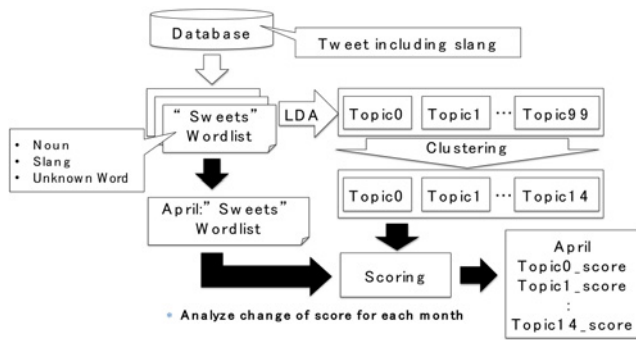 Database
Tweet including slang
“ Sweets”
Wordlist
LDA
Topic0 Topic1 ··· Topic99
• Noun
• Slang
• Unknown Word
Clustering
Topic0 Topic1 ··· Topic14
April:” Sweets”
Wordlist
Scoring
April
Topic0_score
Topic1_score
:
Topic14_score
• Analyze change of score for each month